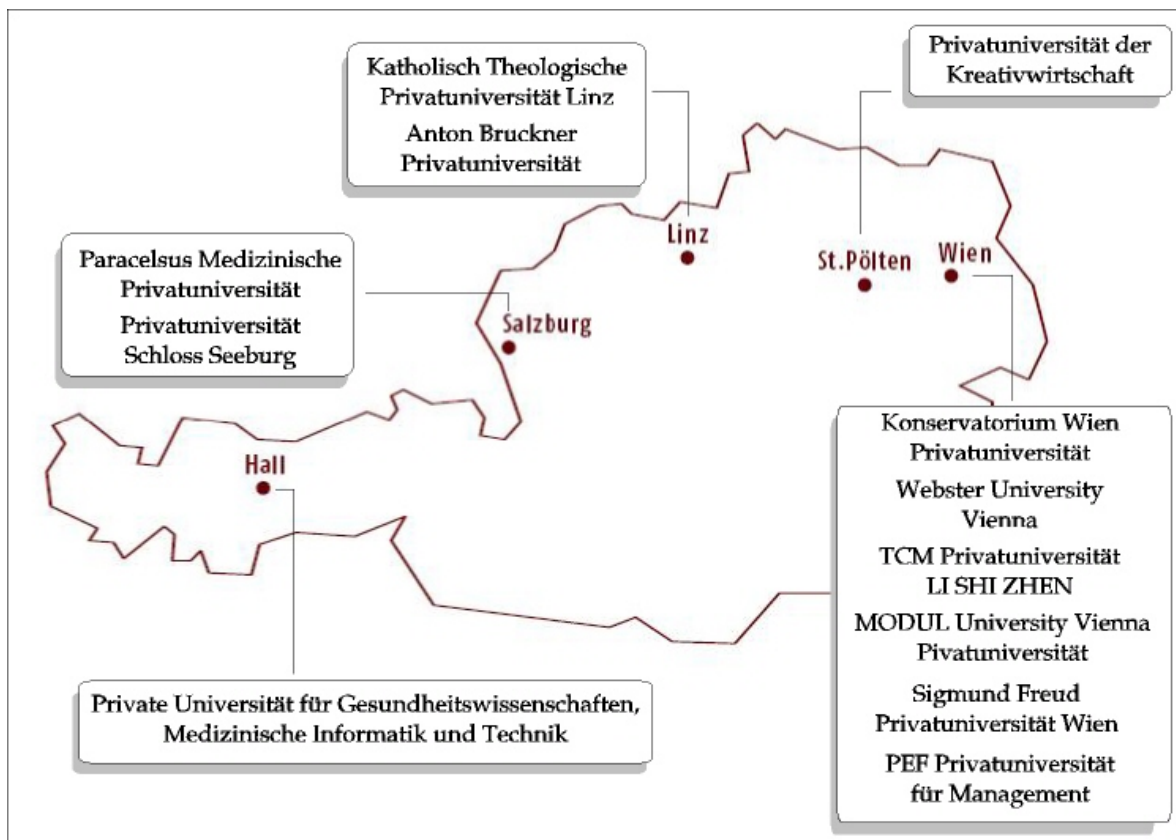 Katholisch Theologische
Privatuniversität Linz
Anton Bruckner
Privatuniversität
Privatuniversität der
Kreativwirtschaft
Paracelsus Medizinische
Privatuniversität
Privatuniversität
Schloss Seeburg
Linz
St.Pölten
Wien
Salzburg
Hall
Konservatorium Wien
Privatuniversität
Webster University
Vienna
TCM Privatuniversität
LI SHI ZHEN
MODUL University Vienna
Pivatuniversität
Sigmund Freud
Privatuniversität Wien
PEF Privatuniversität
für Management
Private Universität für Gesundheitswissenschaften,
Medizinische Informatik und Technik